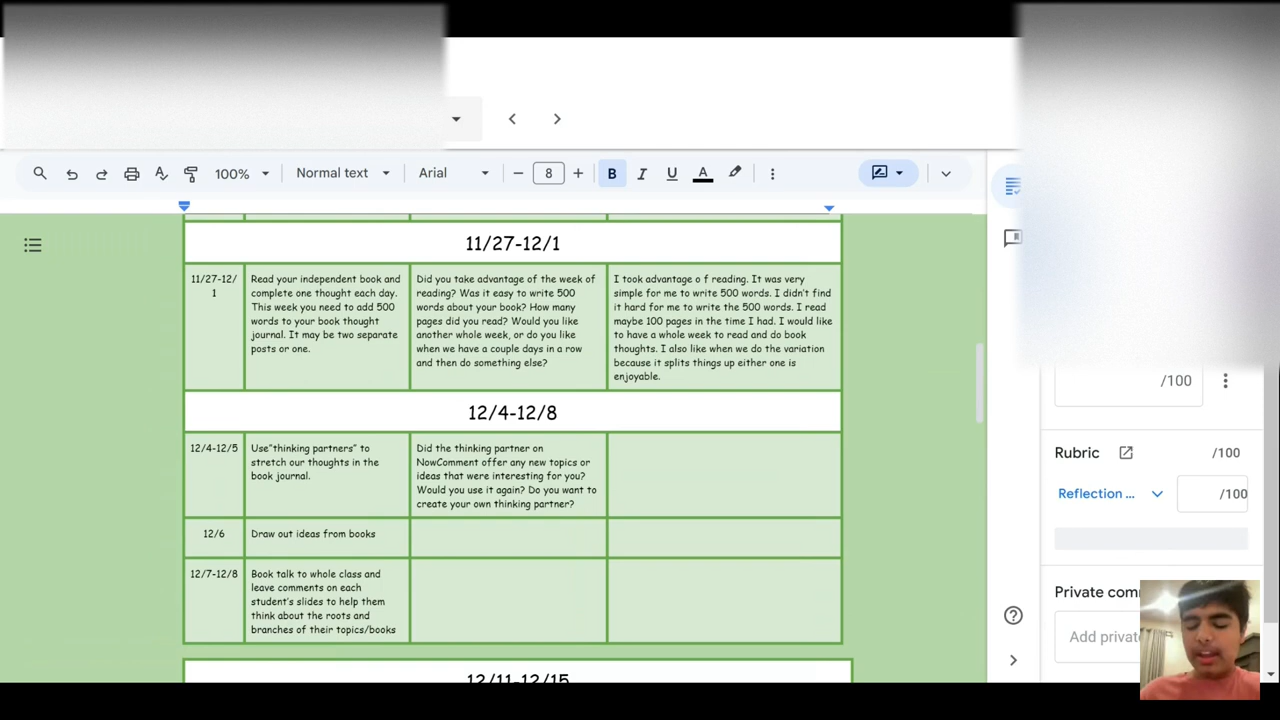 100%
Normal text
Arial
8
B
I
U
A
11/27-12/1
11/27-12/
1
Read your independent book and
complete one thought each day.
This week you need to add 500
words to your book thought
journal. It may be two separate
posts or one.
Did you take advantage of the week of
reading? Was it easy to write 500
words about your book? How many
pages did you read? Would you like
another whole week, or do you like
when we have a couple days in a row
and then do something else?
I took advantage o f reading. It was very
simple for me to write 500 words. I didn't find
it hard for me to write the 500 words. I read
maybe 100 pages in the time I had. I would like
to have a whole week to read and do book
thoughts. I also like when we do the variation
because it splits things up either one is
enjoyable.
12/4-12/8
12/4-12/5
Use"thinking partners" to
stretch our thoughts in the
book journal.
Did the thinking partner on
NowComment offer any new topics or
ideas that were interesting for you?
Would you use it again? Do you want to
create your own thinking partner?
12/6
Draw out ideas from books
12/7-12/8
Book talk to whole class and
leave comments on each
student's slides to help them
think about the roots and
branches of their topics/books
12/11-12/15
/100
Rubric
/100
Reflection ...
/100
Private com
Add private